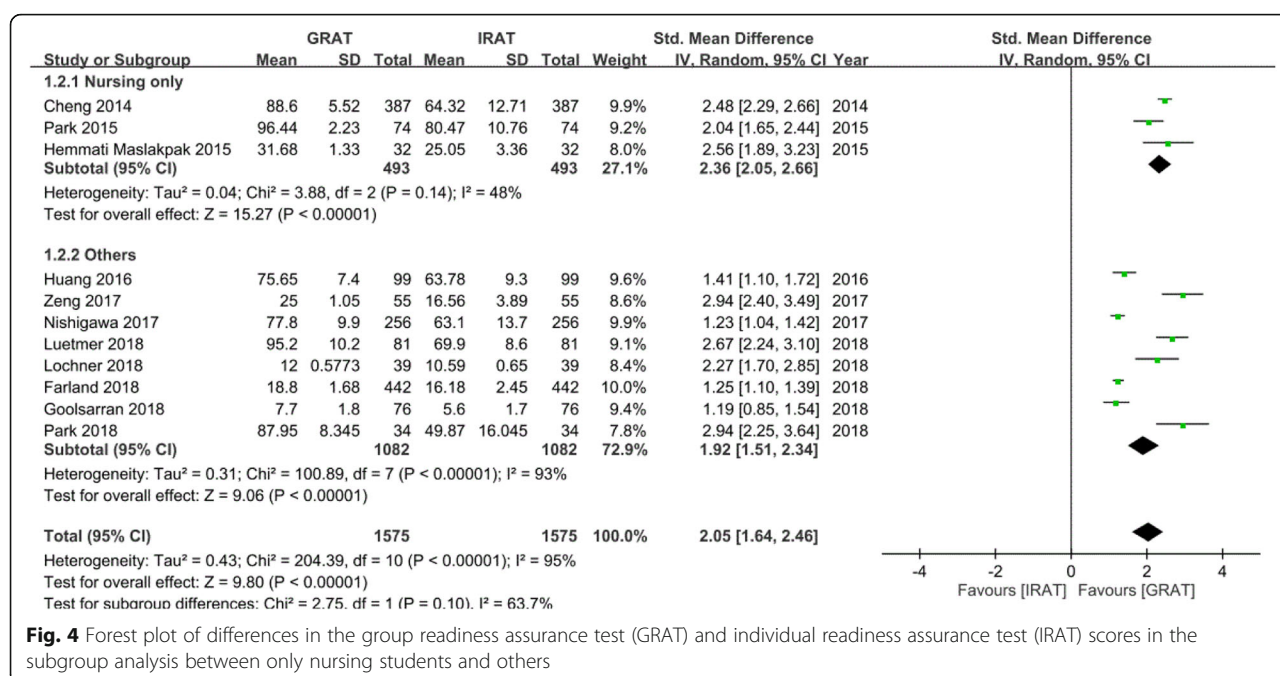 GRAT IRAT Std. Mean Difference Std. Mean Difference
Study or Subgroup Mean SD Total Mean SD Total Weight IV, Random, 95% CI Year IV, Random, 95% CI
1.2.1 Nursing only
Cheng 2014 88.6 5.52 387 64.32 12.71 387 9.9% 2.48 [2.29, 2.66] 2014
Park 2015 96.44 2.23 74 80.47 10.76 74 9.2% 2.04 [1.65, 2.44] 2015
Hemmati Maslakpak 2015 31.68 1.33 32 25.05 3.36 32 8.0% 2.56 [1.89, 3.23] 2015
Subtotal (95% CI) 493 493 27.1% 2.36 [2.05, 2.66]
Heterogeneity: Tau² = 0.04; Chi² = 3.88, df = 2 (P = 0.14); I² = 48%
Test for overall effect: Z = 15.27 (P < 0.00001)
1.2.2 Others
Huang 2016 75.65 7.4 99 63.78 9.3 99 9.6% 1.41 [1.10, 1.72] 2016
Zeng 2017 25 1.05 55 16.56 3.89 55 8.6% 2.94 [2.40, 3.49] 2017
Nishigawa 2017 77.8 9.9 256 63.1 13.7 256 9.9% 1.23 [1.04, 1.42] 2017
Luetmer 2018 95.2 10.2 81 69.9 8.6 81 9.1% 2.67 [2.24, 3.10] 2018
Lochner 2018 12 0.5773 39 10.59 0.65 39 8.4% 2.27 [1.70, 2.85] 2018
Farland 2018 18.8 1.68 442 16.18 2.45 442 10.0% 1.25 [1.10, 1.39] 2018
Goolsarran 2018 7.7 1.8 76 5.6 1.7 76 9.4% 1.19 [0.85, 1.54] 2018
Park 2018 87.95 8.345 34 49.87 16.045 34 7.8% 2.94 [2.25, 3.64] 2018
Subtotal (95% CI) 1082 1082 72.9% 1.92 [1.51, 2.34]
Heterogeneity: Tau² = 0.31; Chi² = 100.89, df = 7 (P < 0.00001); I² = 93%
Test for overall effect: Z = 9.06 (P < 0.00001)
Total (95% CI) 1575 1575 100.0% 2.05 [1.64, 2.46]
Heterogeneity: Tau² = 0.43; Chi² = 204.39, df = 10 (P < 0.00001); I² = 95%
Test for overall effect: Z = 9.80 (P < 0.00001)
Test for subgroup differences: Chi² = 2.75, df = 1 (P = 0.10), I² = 63.7%
-4 -2 0 2 4
Favours [IRAT] Favours [GRAT]
Fig. 4 Forest plot of differences in the group readiness assurance test (GRAT) and individual readiness assurance test (IRAT) scores in the
subgroup analysis between only nursing students and others